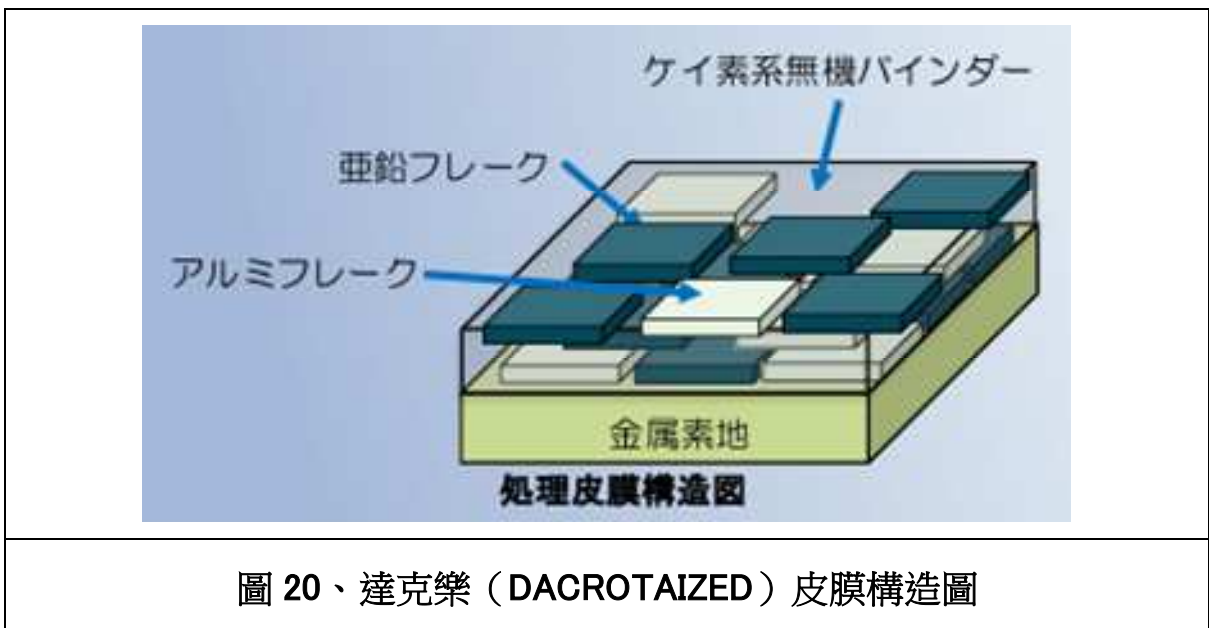 ケイ素系無機バインダー
亜鉛フレーク
アルミフレーク
金属素地
処理皮膜構造図
圖 20、達克樂（DACROTAIZED）皮膜構造圖